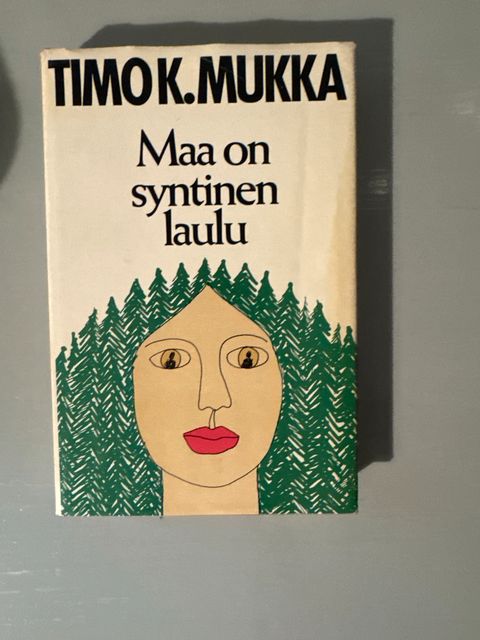 TIMO K. MUKKA
Maa on
syntinen
laulu